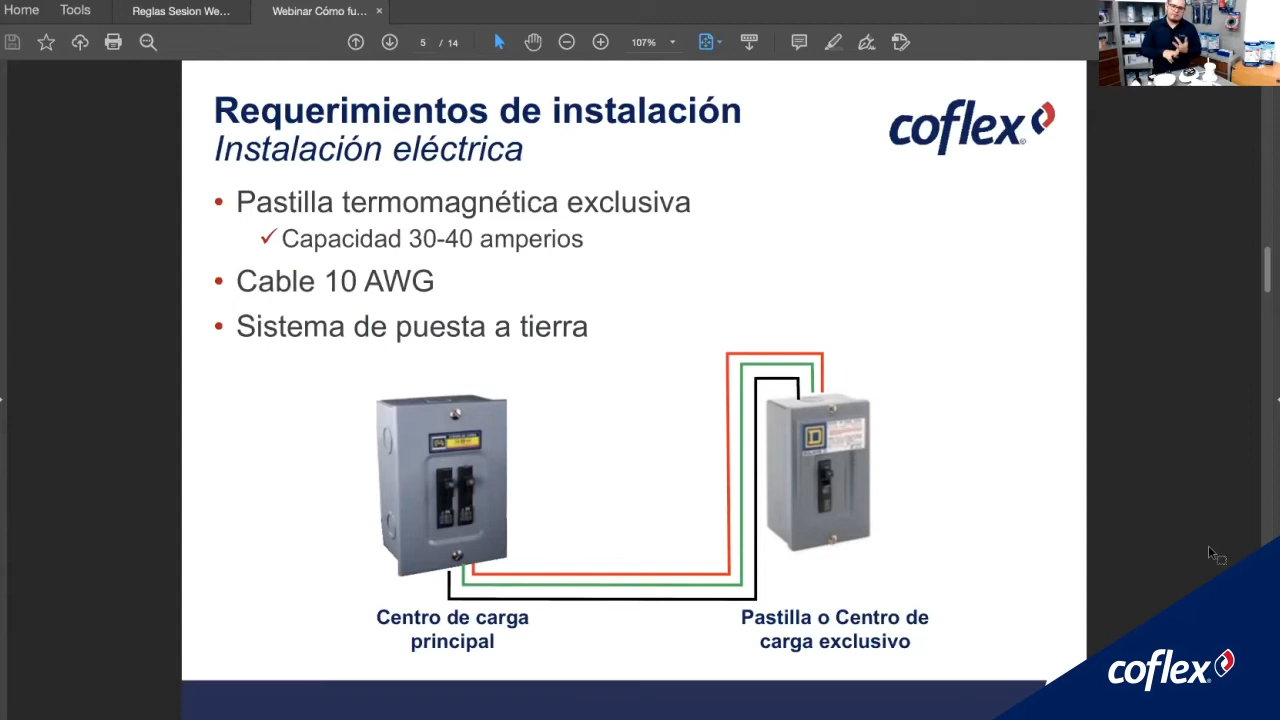 Home Tools Reglas Sesion We... Webinar Cómo fu... ×
5 / 14 107%
Requerimientos de instalación
coflex
Instalación eléctrica
• Pastilla termomagnética exclusiva
✓ Capacidad 30-40 amperios
• Cable 10 AWG
• Sistema de puesta a tierra
D
Centro de carga
principal
Pastilla o Centro de
carga exclusivo
coflex